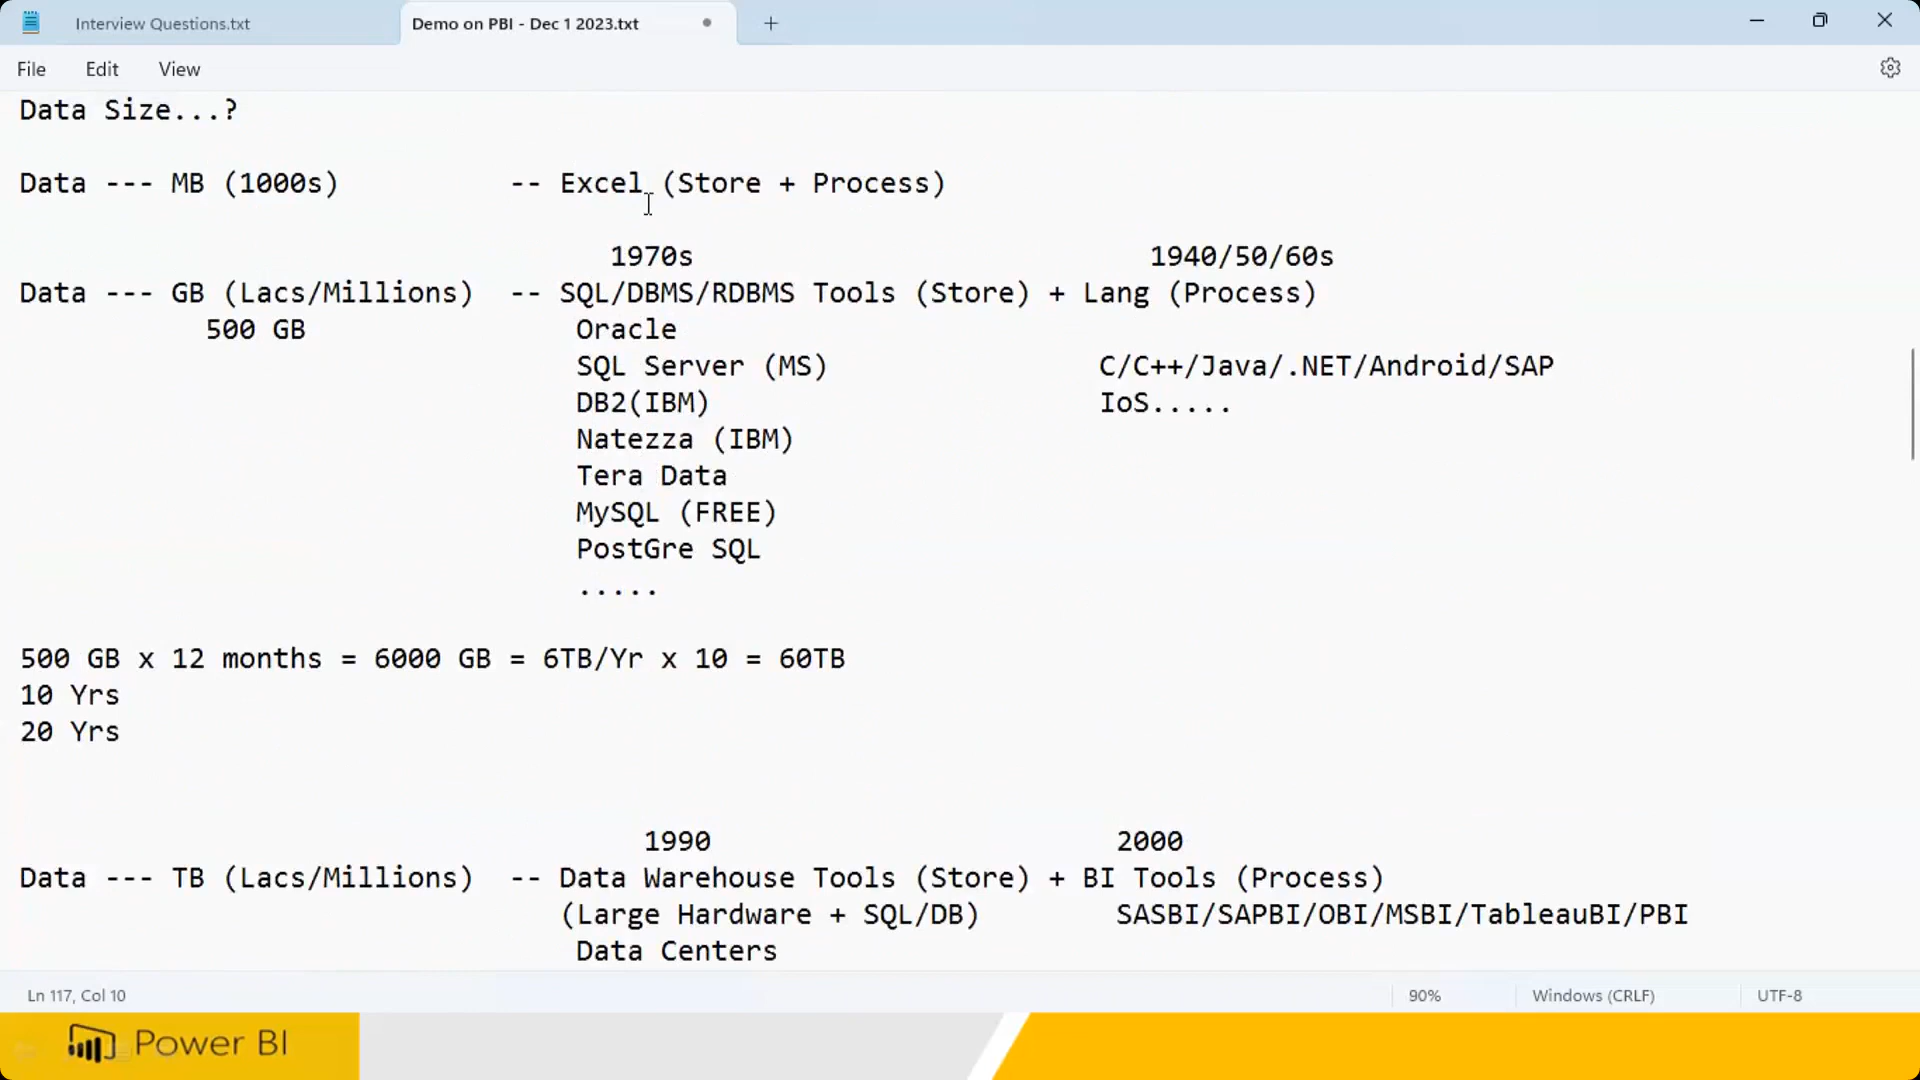 Interview Questions.txt
Demo on PBI - Dec 1 2023.txt
File Edit View
Data Size...?
Data --- MB (1000s) -- Excel (Store + Process)
1970s 1940/50/60s
Data --- GB (Lacs/Millions) -- SQL/DBMS/RDBMS Tools (Store) + Lang (Process)
500 GB Oracle
SQL Server (MS) C/C++/Java/.NET/Android/SAP
DB2(IBM) IoS.....
Natezza (IBM)
Tera Data
MySQL (FREE)
PostGre SQL
.....
500 GB x 12 months = 6000 GB = 6TB/Yr x 10 = 60TB
10 Yrs
20 Yrs
1990 2000
Data --- TB (Lacs/Millions) -- Data Warehouse Tools (Store) + BI Tools (Process)
(Large Hardware + SQL/DB) SASBI/SAPBI/OBI/MSBI/TableauBI/PBI
Data Centers
Ln 117, Col 10 90% Windows (CRLF) UTF-8
Power BI